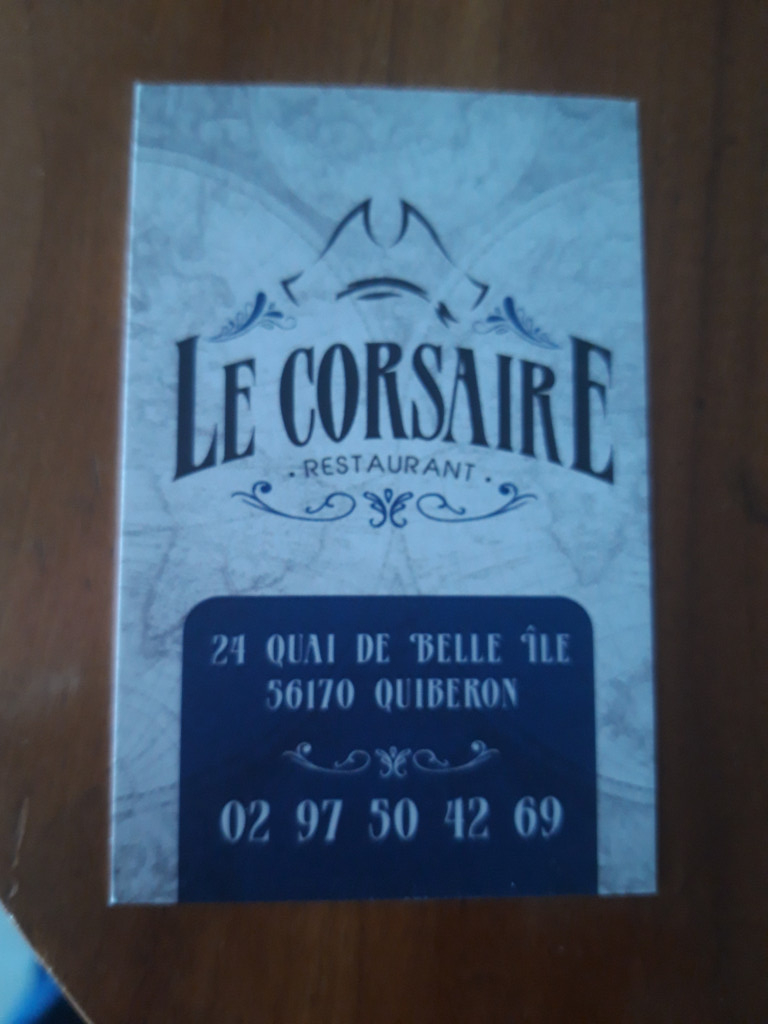 LE CORSAIRE
· RESTAURANT ·
24 QUAI DE BELLE ÎLE
56170 QUIBERON
02 97 50 42 69